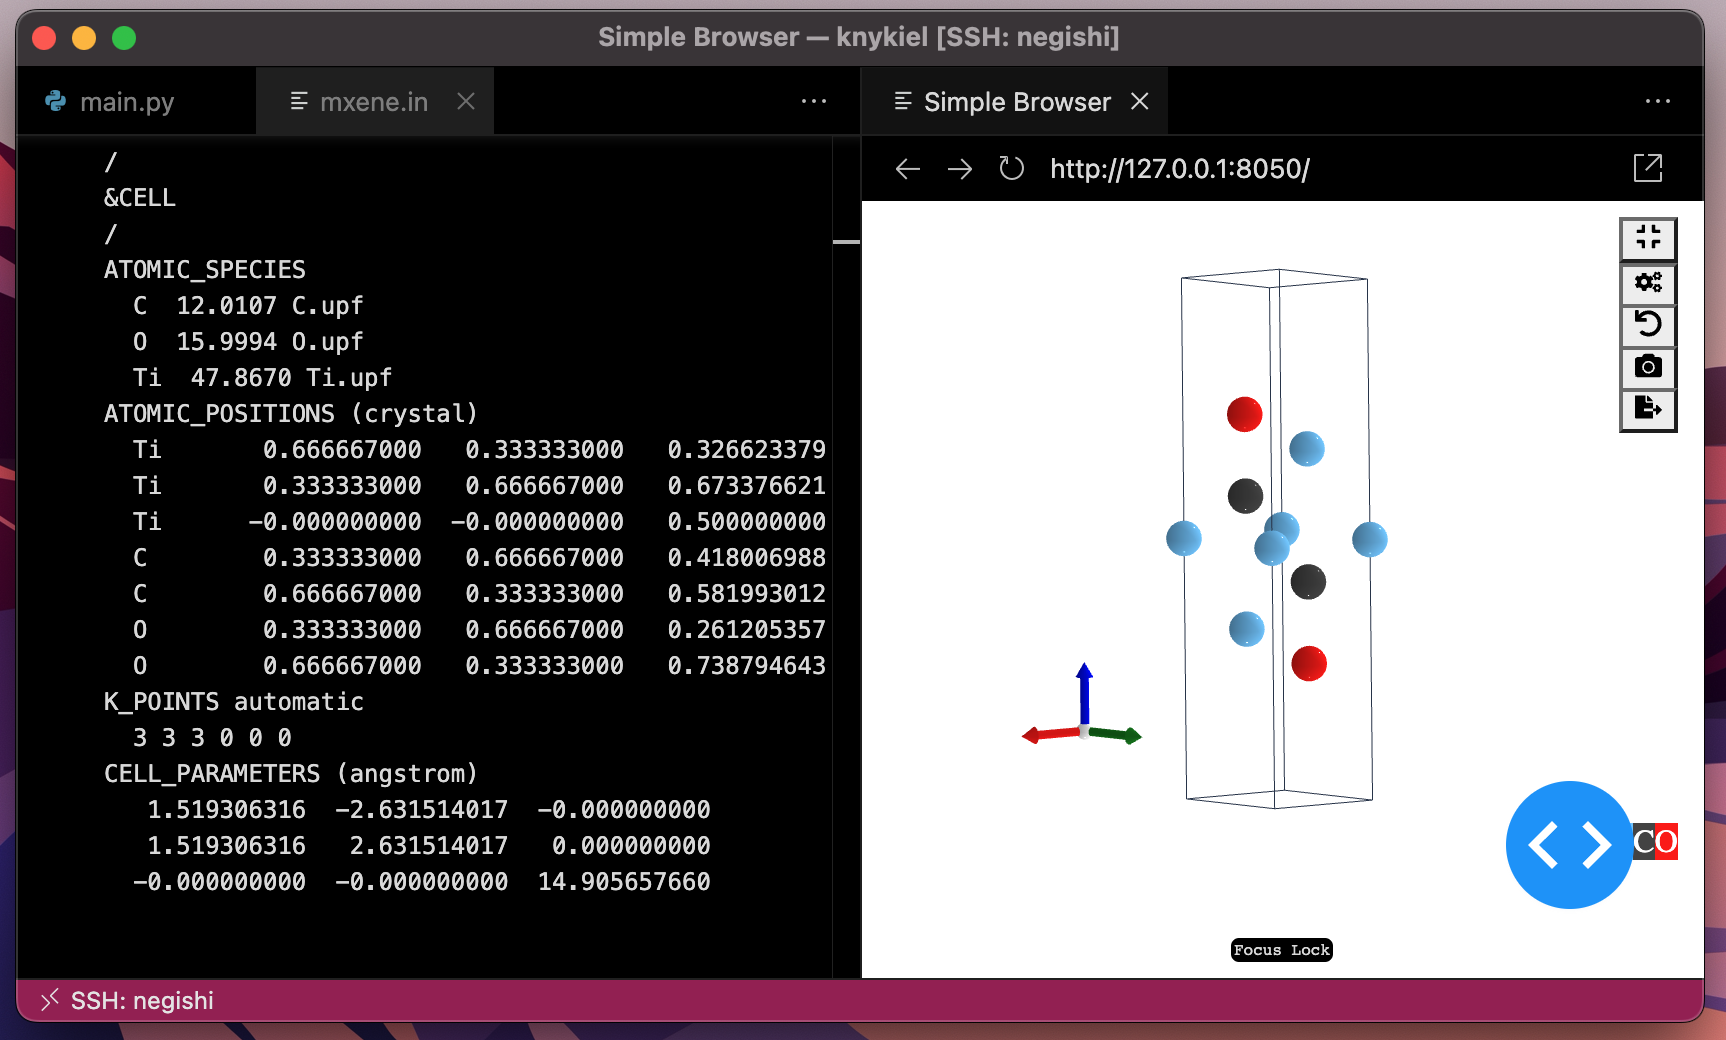 Simple Browser — knykiel [SSH: negishi]
main.py
mxene.in
/
&CELL
/
ATOMIC_SPECIES
C 12.0107 C.upf
O 15.9994 O.upf
Ti 47.8670 Ti.upf
ATOMIC_POSITIONS (crystal)
Ti 0.666667000 0.333333000 0.326623379
Ti 0.333333000 0.666667000 0.673376621
Ti -0.000000000 -0.000000000 0.500000000
C 0.333333000 0.666667000 0.418006988
C 0.666667000 0.333333000 0.581993012
O 0.333333000 0.666667000 0.261205357
O 0.666667000 0.333333000 0.738794643
K_POINTS automatic
3 3 3 0 0 0
CELL_PARAMETERS (angstrom)
1.519306316 -2.631514017 -0.000000000
1.519306316 2.631514017 0.000000000
-0.000000000 -0.000000000 14.905657660
Simple Browser
http://127.0.0.1:8050/
CO
Focus Lock
SSH: negishi